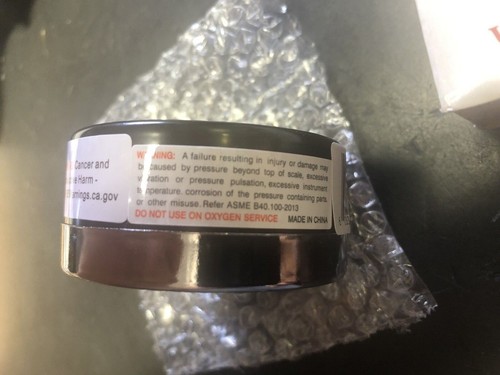 Cancer and
Harm -
ings.ca.gov
WARNING: A failure resulting in injury or damage may
be caused by pressure beyond top of scale, excessive
vibration or pressure pulsation, excessive instrument
temperature, corrosion of the pressure containing parts,
or other misuse. Refer ASME B40.100-2013
DO NOT USE ON OXYGEN SERVICE MADE IN CHINA